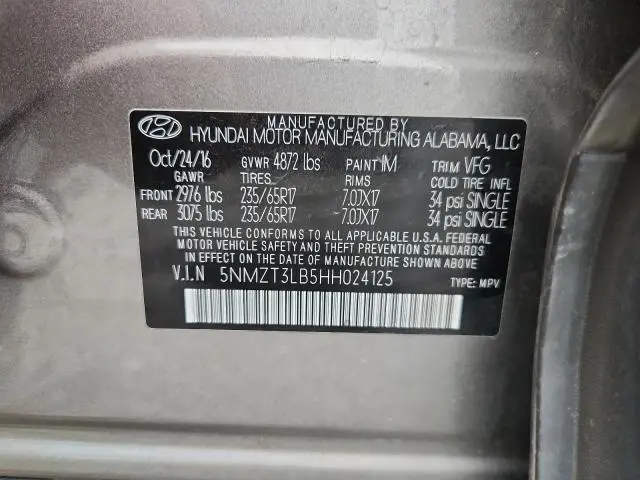 MANUFACTURED BY
HYUNDAI MOTOR MANUFACTURING ALABAMA, LLC
Oct/24/16 GVWR 4872 lbs PAINT IM TRIM VFG
GAWR TIRES RIMS COLD TIRE INFL
FRONT 2976 lbs 235/65R17 7.0JX17 34 psi SINGLE
REAR 3075 lbs 235/65R17 7.0JX17 34 psi SINGLE
THIS VEHICLE CONFORMS TO ALL APPLICABLE U.S.A. FEDERAL
MOTOR VEHICLE SAFETY AND THEFT PREVENTION STANDARDS
IN EFFECT ON THE DATE OF MANUFACTURE SHOWN ABOVE.
V.I.N 5NMZT3LB5HH024125 TYPE: MPV